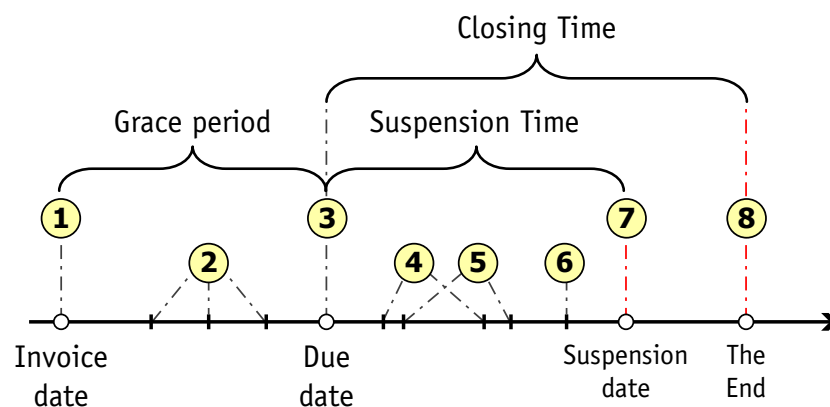 Closing Time
Grace period
Suspension Time
1
3
7
8
2
4
5
6
Invoice
date
Due
date
Suspension
date
The
End